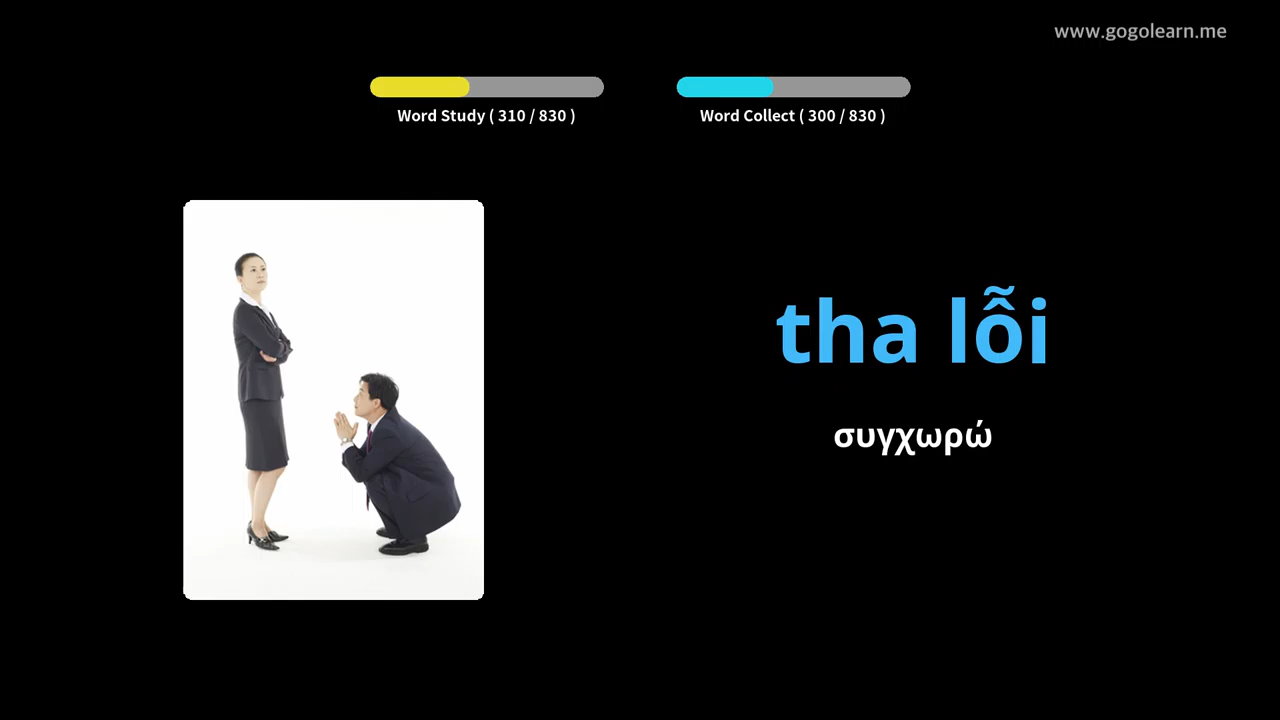 www.gogolearn.me
Word Study ( 310 / 830 )
Word Collect ( 300 / 830 )
tha lỗi
συγχωρώ